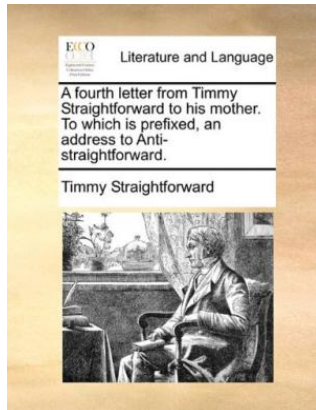 ECCO
Literature and Language
A fourth letter from Timmy
Straightforward to his mother.
To which is prefixed, an
address to Anti-
straightforward.
Timmy Straightforward